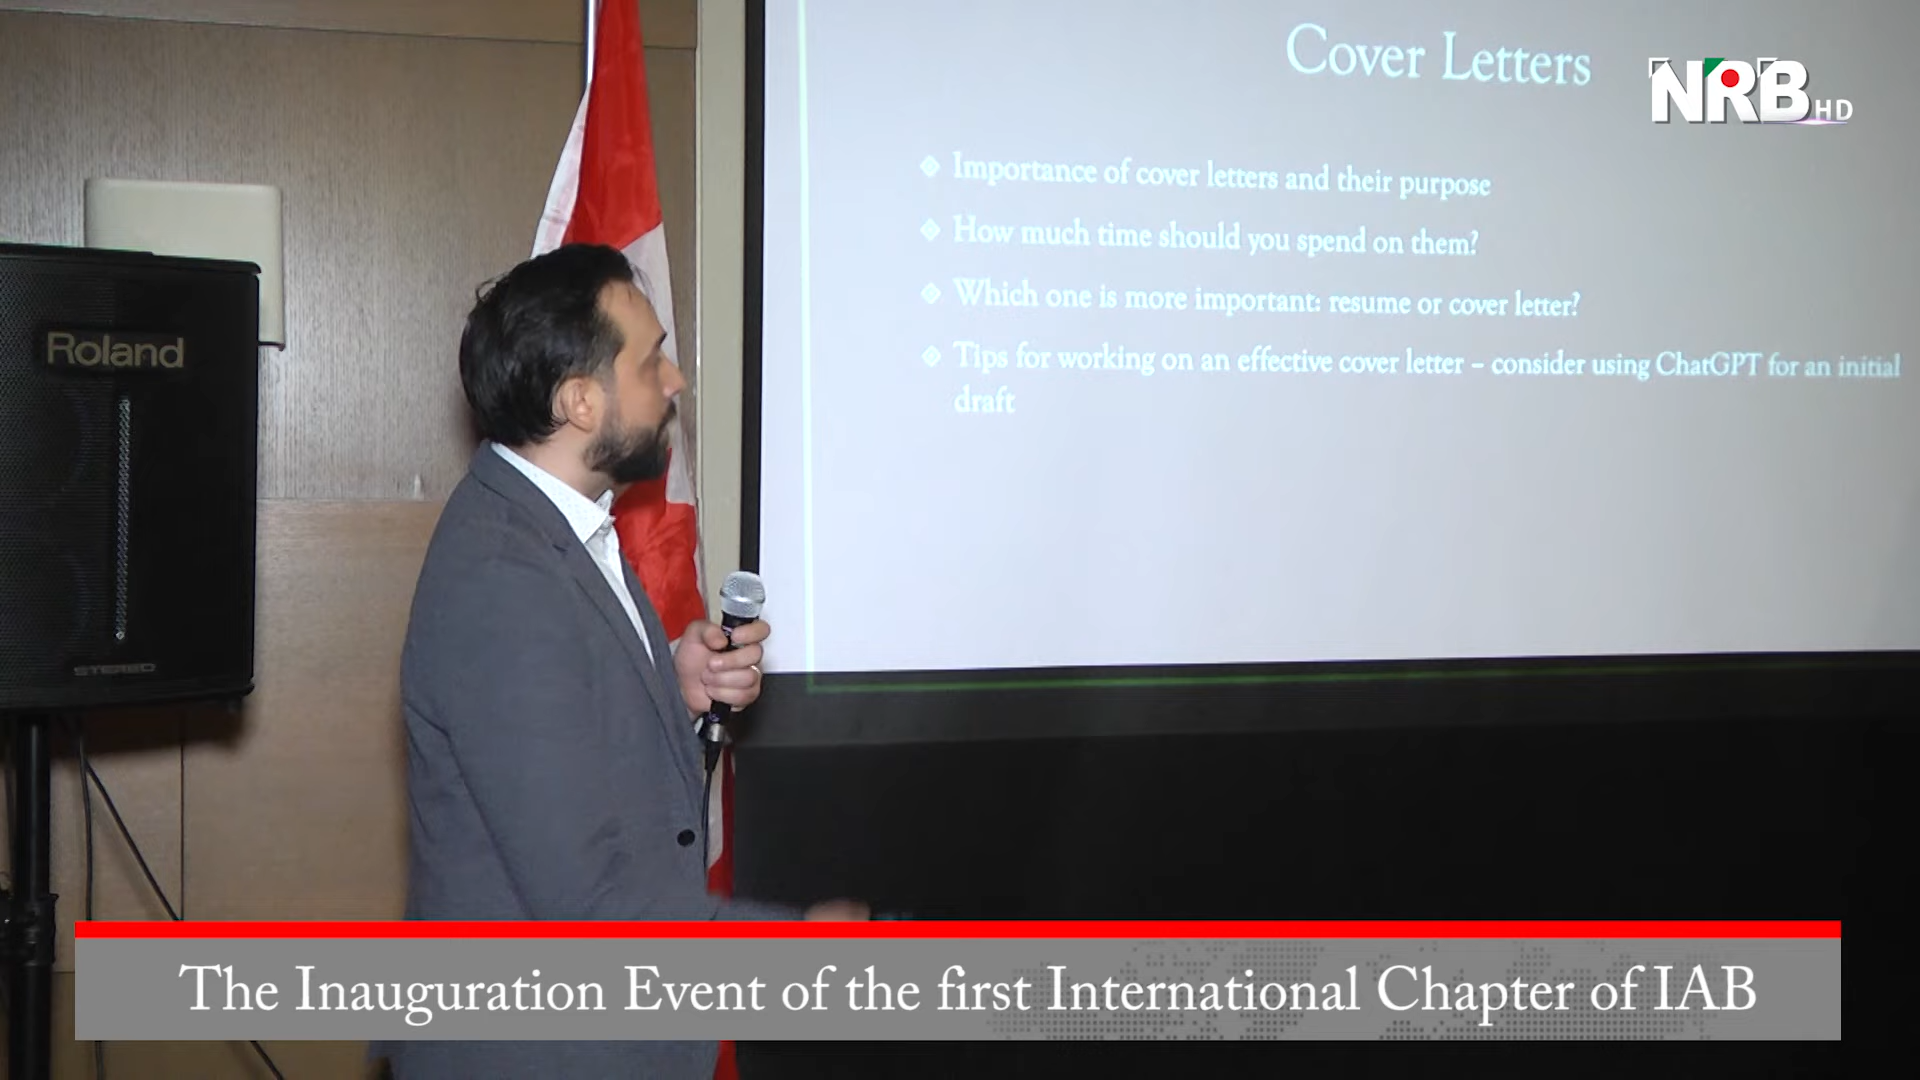 Cover Letters
NRB HD
Importance of cover letters and their purpose
How much time should you spend on them?
Which one is more important: resume or cover letter?
Tips for working on an effective cover letter – consider using ChatGPT for an initial
draft
Roland
STEREO
The Inauguration Event of the first International Chapter of IAB